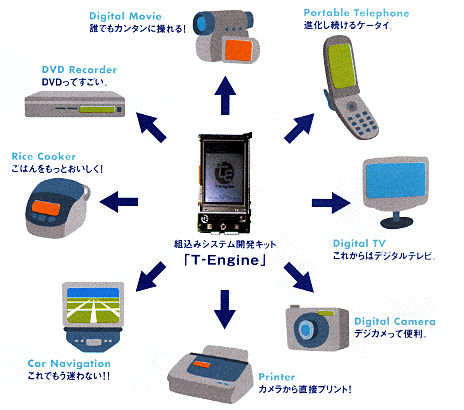 Digital Movie
誰でもカンタンに操れる!
Portable Telephone
進化し続けるケータイ.
DVD Recorder
DVDってすごい.
Rice Cooker
ごはんをもっとおいしく!
T-Engine
組込みシステム開発キット
「T-Engine」
Digital TV
これからはデジタルテレビ.
Digital Camera
デジカメって便利.
Car Navigation
これでもう迷わない!!
Printer
カメラから直接プリント!